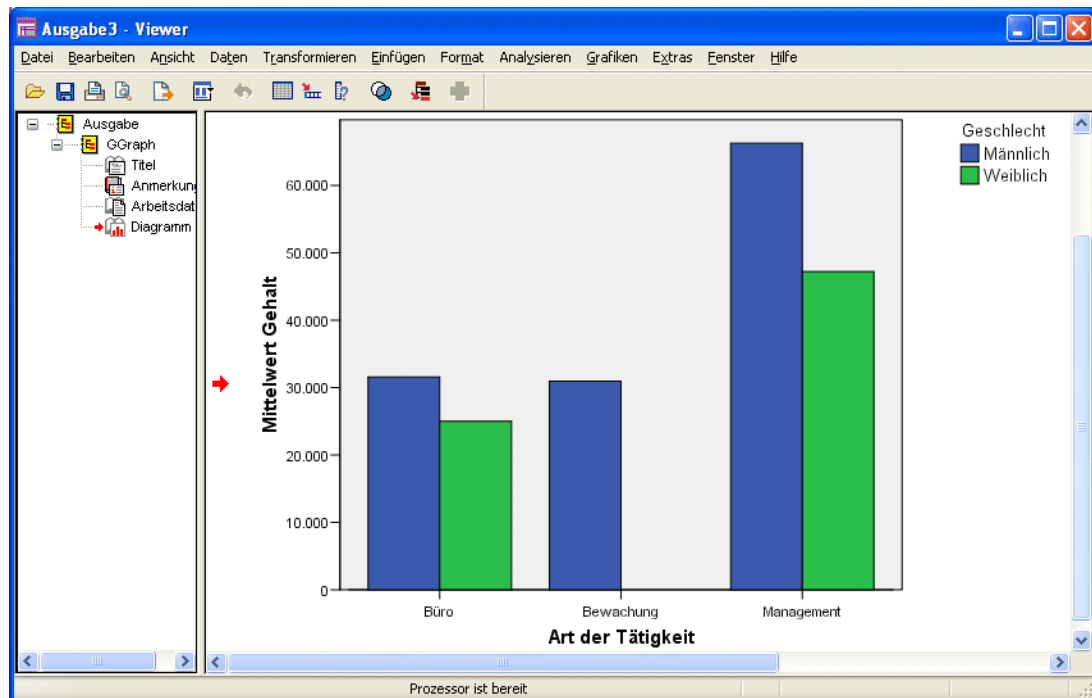 Ausgabe3 - Viewer
Datei Bearbeiten Ansicht Daten Transformieren Einfügen Format Analysieren Grafiken Extras Fenster Hilfe
Ausgabe
GGraph
Titel
Anmerkun
Arbeitsdat
Diagramm
Geschlecht
Männlich
Weiblich
Mittelwert Gehalt
60.000
50.000
40.000
30.000
20.000
10.000
0
Büro Bewachung Management
Art der Tätigkeit
Prozessor ist bereit